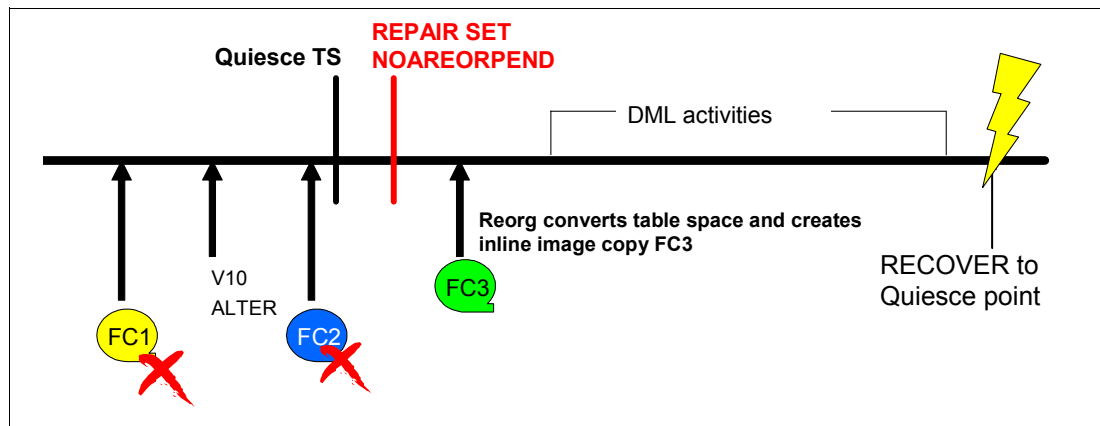 REPAIR SET
NOAREORPEND
Quiesce TS
DML activities
Reorg converts table space and creates
inline image copy FC3
V10
ALTER
FC1
FC2
FC3
RECOVER to
Quiesce point